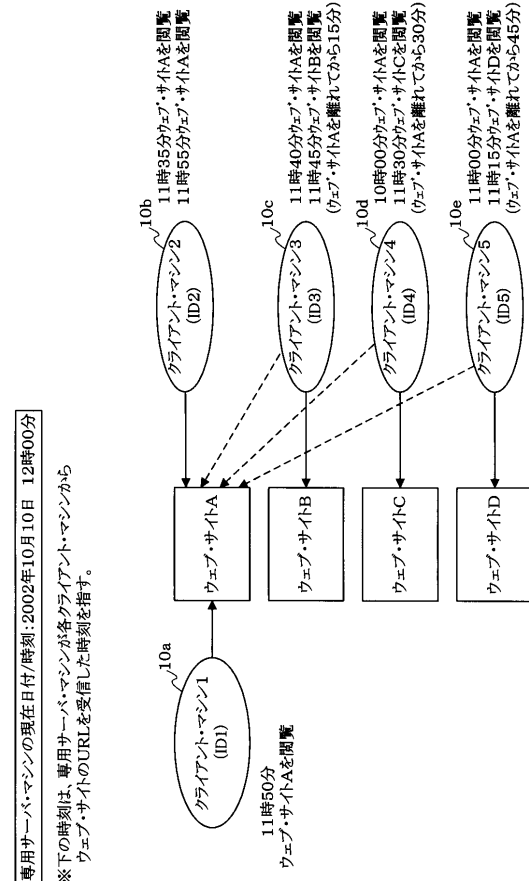 専用サーバ・マシンの現在日付/時刻:2002年10月10日 12時00分
※下の時刻は、専用サーバ・マシンが各クライアント・マシンから
ウェブ・サイトのURLを受信した時刻を指す。
10a
クライアント・マシン1
(ID1)
11時50分
ウェブ・サイトAを閲覧
ウェブ・サイトA
ウェブ・サイトB
ウェブ・サイトC
ウェブ・サイトD
10b
クライアント・マシン2
(ID2)
11時35分ウェブ・サイトAを閲覧
11時55分ウェブ・サイトAを閲覧
10c
クライアント・マシン3
(ID3)
11時40分ウェブ・サイトAを閲覧
11時45分ウェブ・サイトBを閲覧
(ウェブ・サイトAを離れてから15分)
10d
クライアント・マシン4
(ID4)
10時00分ウェブ・サイトAを閲覧
11時30分ウェブ・サイトCを閲覧
(ウェブ・サイトAを離れてから30分)
10e
クライアント・マシン5
(ID5)
11時00分ウェブ・サイトAを閲覧
11時15分ウェブ・サイトDを閲覧
(ウェブ・サイトAを離れてから45分)